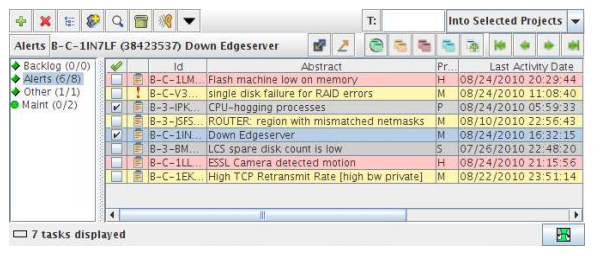 T: Into Selected Projects
Alerts B-C-1IN7LF (38423537) Down Edgeserver
Backlog (0/0)
Alerts (6/8)
Other (1/1)
Maint (0/2)
Id Abstract Pr... Last Activity Date
B-C-1LM... Flash machine low on memory H 08/24/2010 20:29:44
B-C-V3... single disk failure for RAID errors M 08/24/2010 11:08:40
B-3-IPK... CPU-hogging processes P 08/24/2010 05:59:33
B-3-JSFS... ROUTER: region with mismatched netmasks M 08/10/2010 22:56:43
B-C-1IN... Down Edgeserver M 08/24/2010 16:32:15
B-3-BM... LCS spare disk count is low S 07/26/2010 22:48:20
B-C-1LL... ESSL Camera detected motion H 08/24/2010 21:15:56
B-C-1EK... High TCP Retransmit Rate [high bw private] M 08/22/2010 23:51:14
7 tasks displayed